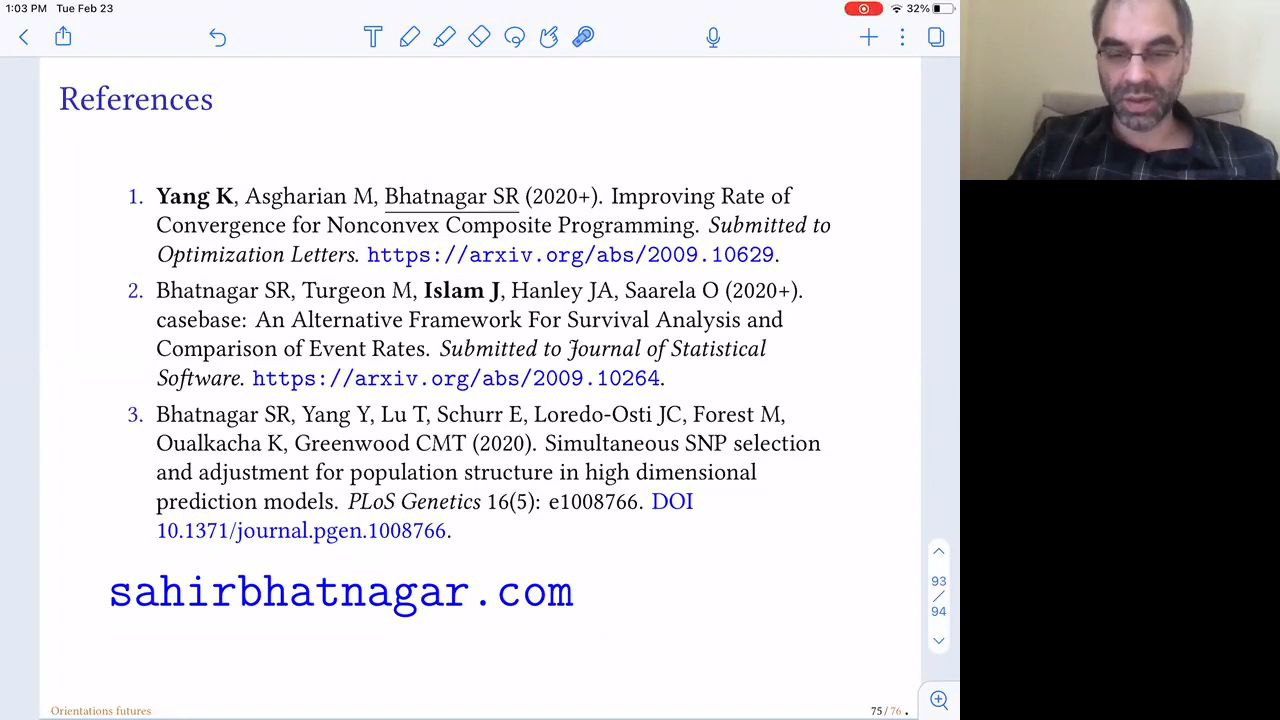 1:03 PM Tue Feb 23
32%
References
1. Yang K, Asgharian M, Bhatnagar SR (2020+). Improving Rate of
Convergence for Nonconvex Composite Programming. Submitted to
Optimization Letters. https://arxiv.org/abs/2009.10629.
2. Bhatnagar SR, Turgeon M, Islam J, Hanley JA, Saarela O (2020+).
casebase: An Alternative Framework For Survival Analysis and
Comparison of Event Rates. Submitted to Journal of Statistical
Software. https://arxiv.org/abs/2009.10264.
3. Bhatnagar SR, Yang Y, Lu T, Schurr E, Loredo-Osti JC, Forest M,
Oualkacha K, Greenwood CMT (2020). Simultaneous SNP selection
and adjustment for population structure in high dimensional
prediction models. PLoS Genetics 16(5): e1008766. DOI
10.1371/journal.pgen.1008766.
sahirbhatnagar.com
93
/
94
Orientations futures
75/76 .